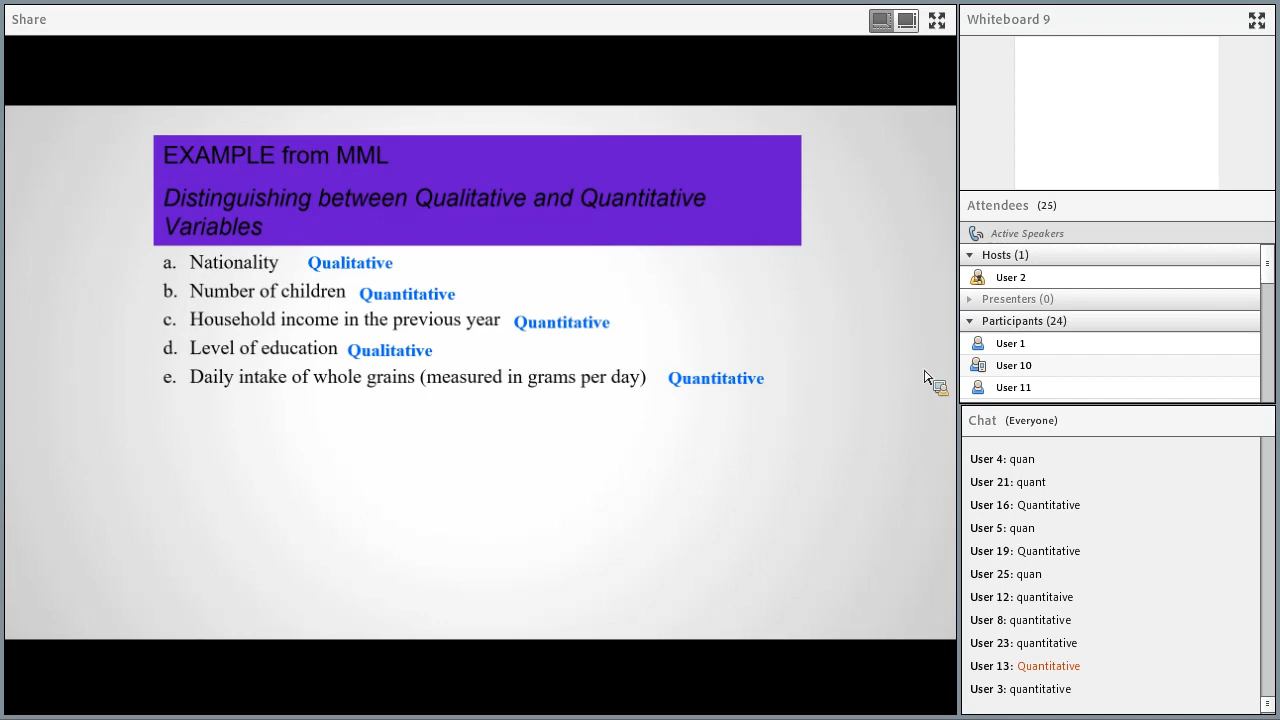 Share
EXAMPLE from MML
Distinguishing between Qualitative and Quantitative
Variables
a. Nationality Qualitative
b. Number of children Quantitative
c. Household income in the previous year Quantitative
d. Level of education Qualitative
e. Daily intake of whole grains (measured in grams per day) Quantitative
Whiteboard 9
Attendees (25)
Active Speakers
Hosts (1)
User 2
Presenters (0)
Participants (24)
User 1
User 10
User 11
Chat (Everyone)
User 4: quan
User 21: quant
User 16: Quantitative
User 5: quan
User 19: Quantitative
User 25: quan
User 12: quantitaive
User 8: quantitative
User 23: quantitative
User 13: Quantitative
User 3: quantitative